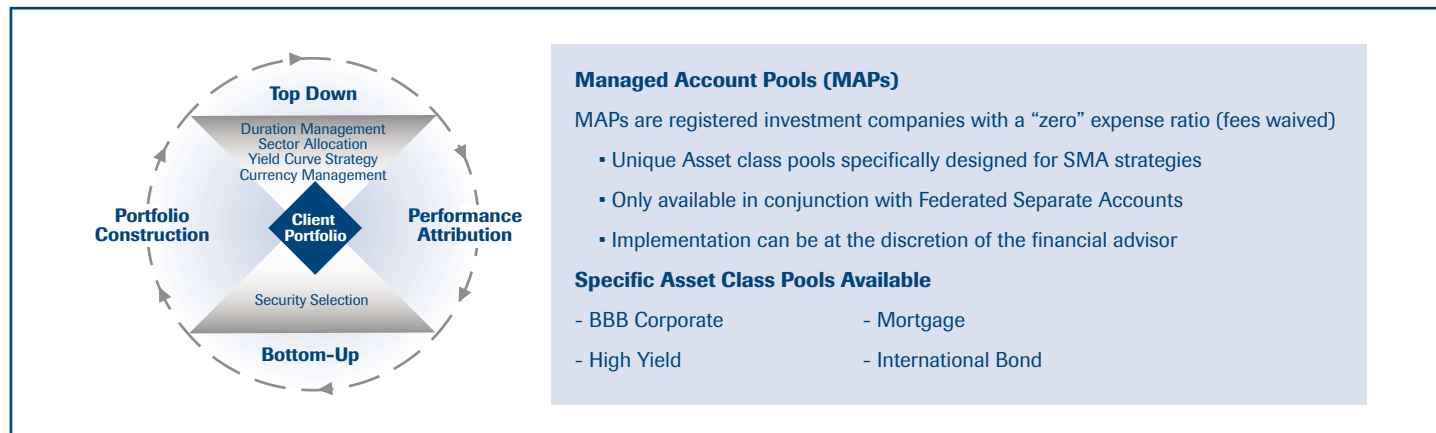 Top Down
Duration Management
Sector Allocation
Yield Curve Strategy
Currency Management
Portfolio
Construction
Client
Portfolio
Performance
Attribution
Security Selection
Bottom-Up
Managed Account Pools (MAPs)
MAPs are registered investment companies with a “zero” expense ratio (fees waived)
▪ Unique Asset class pools specifically designed for SMA strategies
▪ Only available in conjunction with Federated Separate Accounts
▪ Implementation can be at the discretion of the financial advisor
Specific Asset Class Pools Available
- BBB Corporate - Mortgage
- High Yield - International Bond